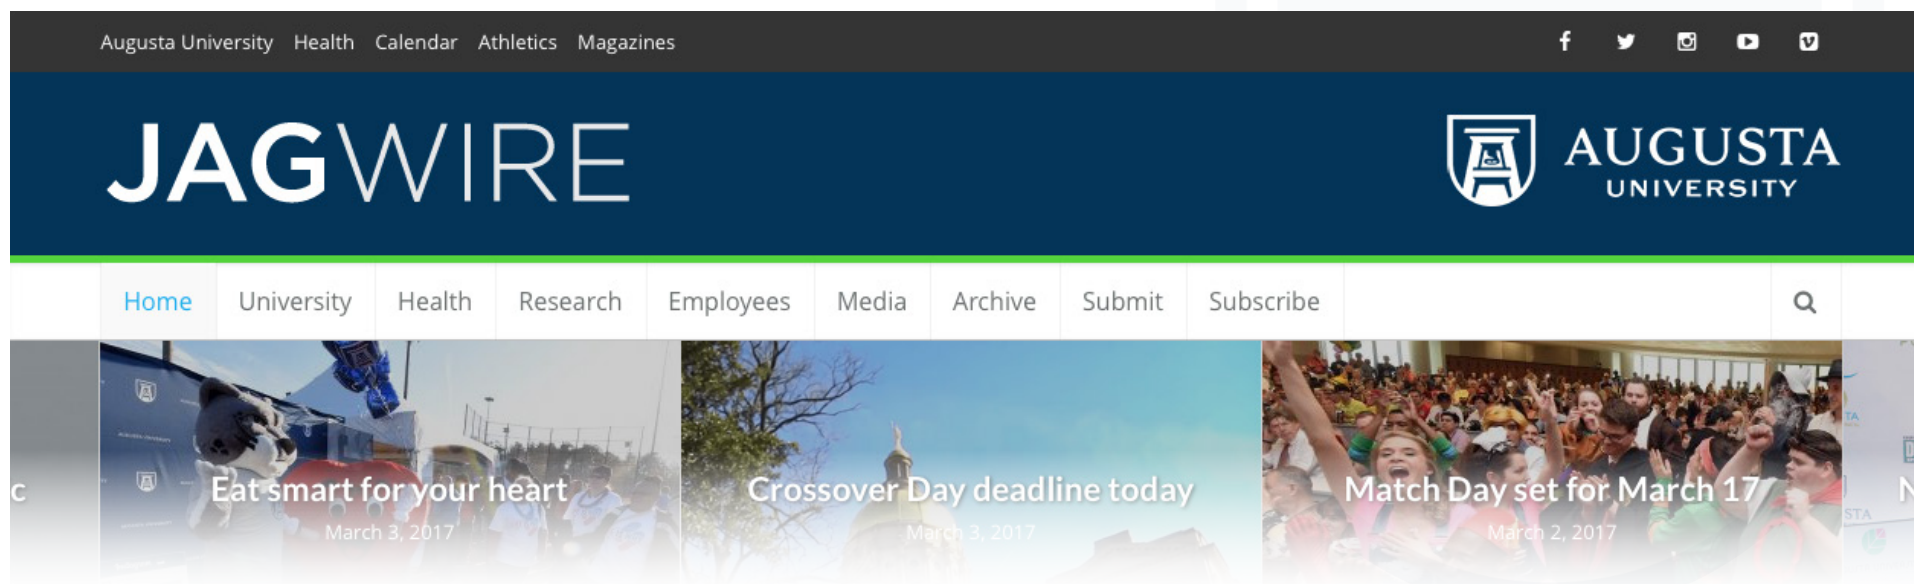 Augusta University Health Calendar Athletics Magazines
JAGWIRE
AUGUSTA
UNIVERSITY
Home University Health Research Employees Media Archive Submit Subscribe
c
Eat smart for your heart
March 3, 2017
Crossover Day deadline today
March 3, 2017
Match Day set for March 17
March 2, 2017
N
TA
STA